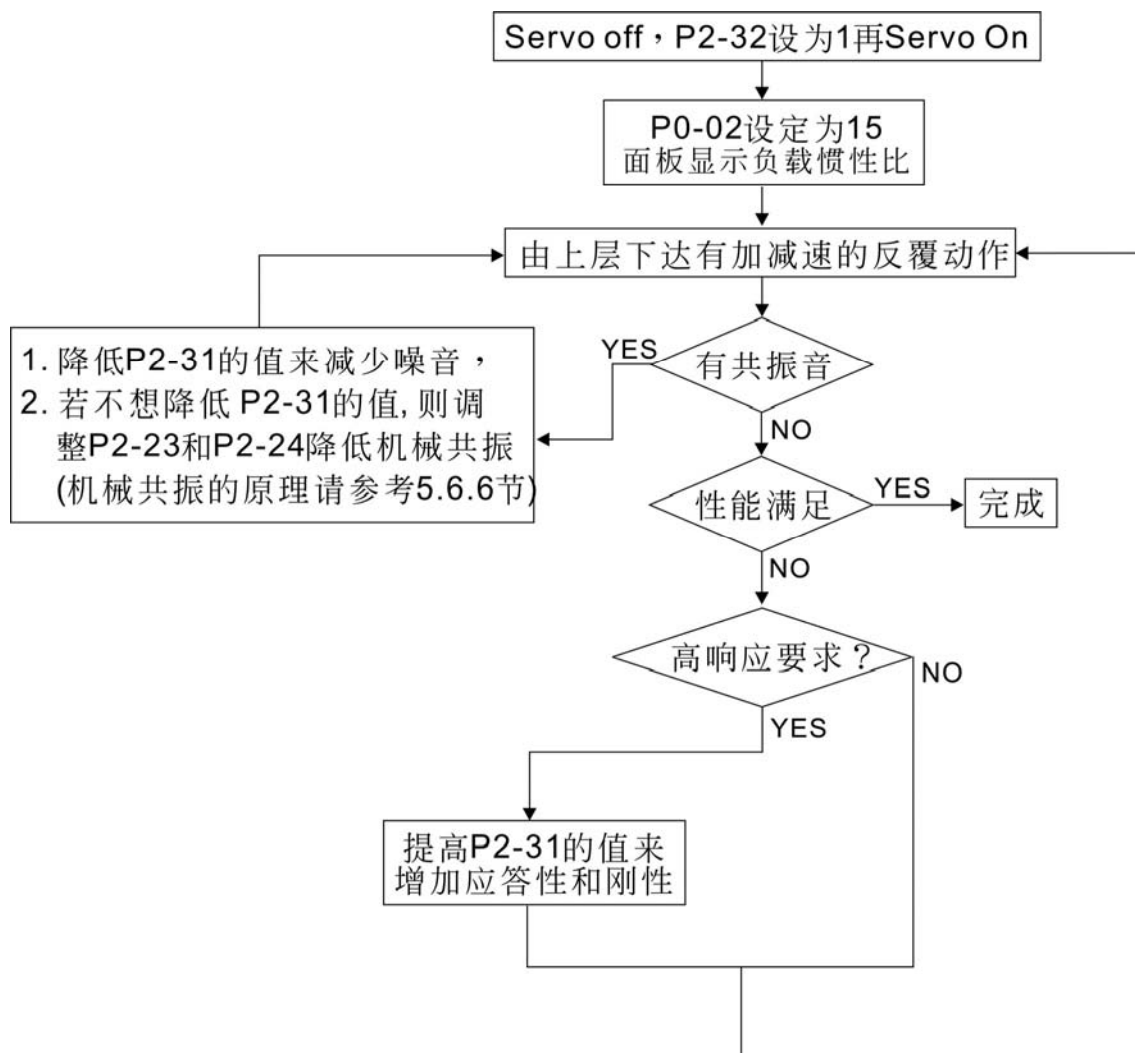 Servo off，P2-32设为1再Servo On
P0-02设定为15
面板显示负载惯性比
由上层下达有加减速的反覆动作
YES
有共振音
1. 降低P2-31的值来减少噪音，
2. 若不想降低 P2-31的值, 则调
整P2-23和P2-24降低机械共振
(机械共振的原理请参考5.6.6节)
NO
性能满足
YES
完成
NO
高响应要求？
NO
YES
提高P2-31的值来
增加应答性和刚性